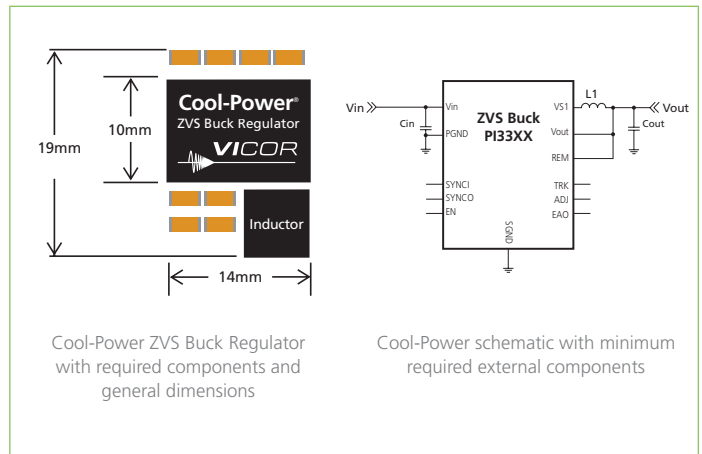 Cool-Power®
ZVS Buck Regulator
VICOR
10mm
19mm
Inductor
14mm
Cool-Power ZVS Buck Regulator
with required components and
general dimensions
L1
Vin
Vin
VS1
Vout
ZVS Buck
PI33XX
Cin
PGND
Vout
Cout
REM
SYNCI
SYNCO
EN
TRK
ADJ
EAO
SGND
Cool-Power schematic with minimum
required external components